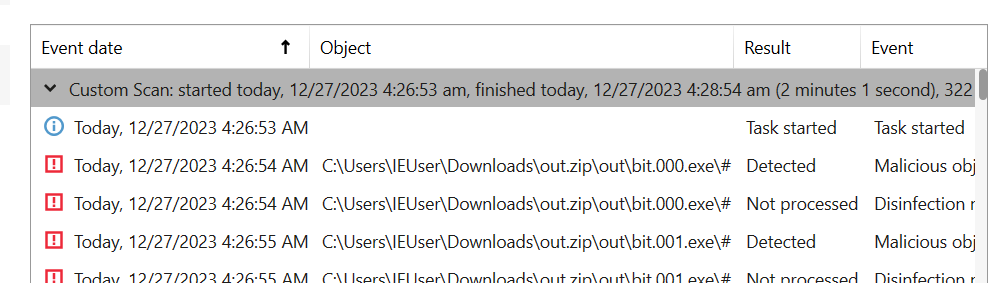 Event date Object Result Event
Custom Scan: started today, 12/27/2023 4:26:53 am, finished today, 12/27/2023 4:28:54 am (2 minutes 1 second), 322
Today, 12/27/2023 4:26:53 AM Task started Task started
Today, 12/27/2023 4:26:54 AM C:\Users\IEUser\Downloads\out.zip\out\bit.000.exe\# Detected Malicious obj
Today, 12/27/2023 4:26:54 AM C:\Users\IEUser\Downloads\out.zip\out\bit.000.exe\# Not processed Disinfection
Today, 12/27/2023 4:26:55 AM C:\Users\IEUser\Downloads\out.zip\out\bit.001.exe\# Detected Malicious obj
Today, 12/27/2023 4:26:55 AM C:\Users\IEUser\Downloads\out.zip\out\bit.001.exe\# Not processed Disinfection